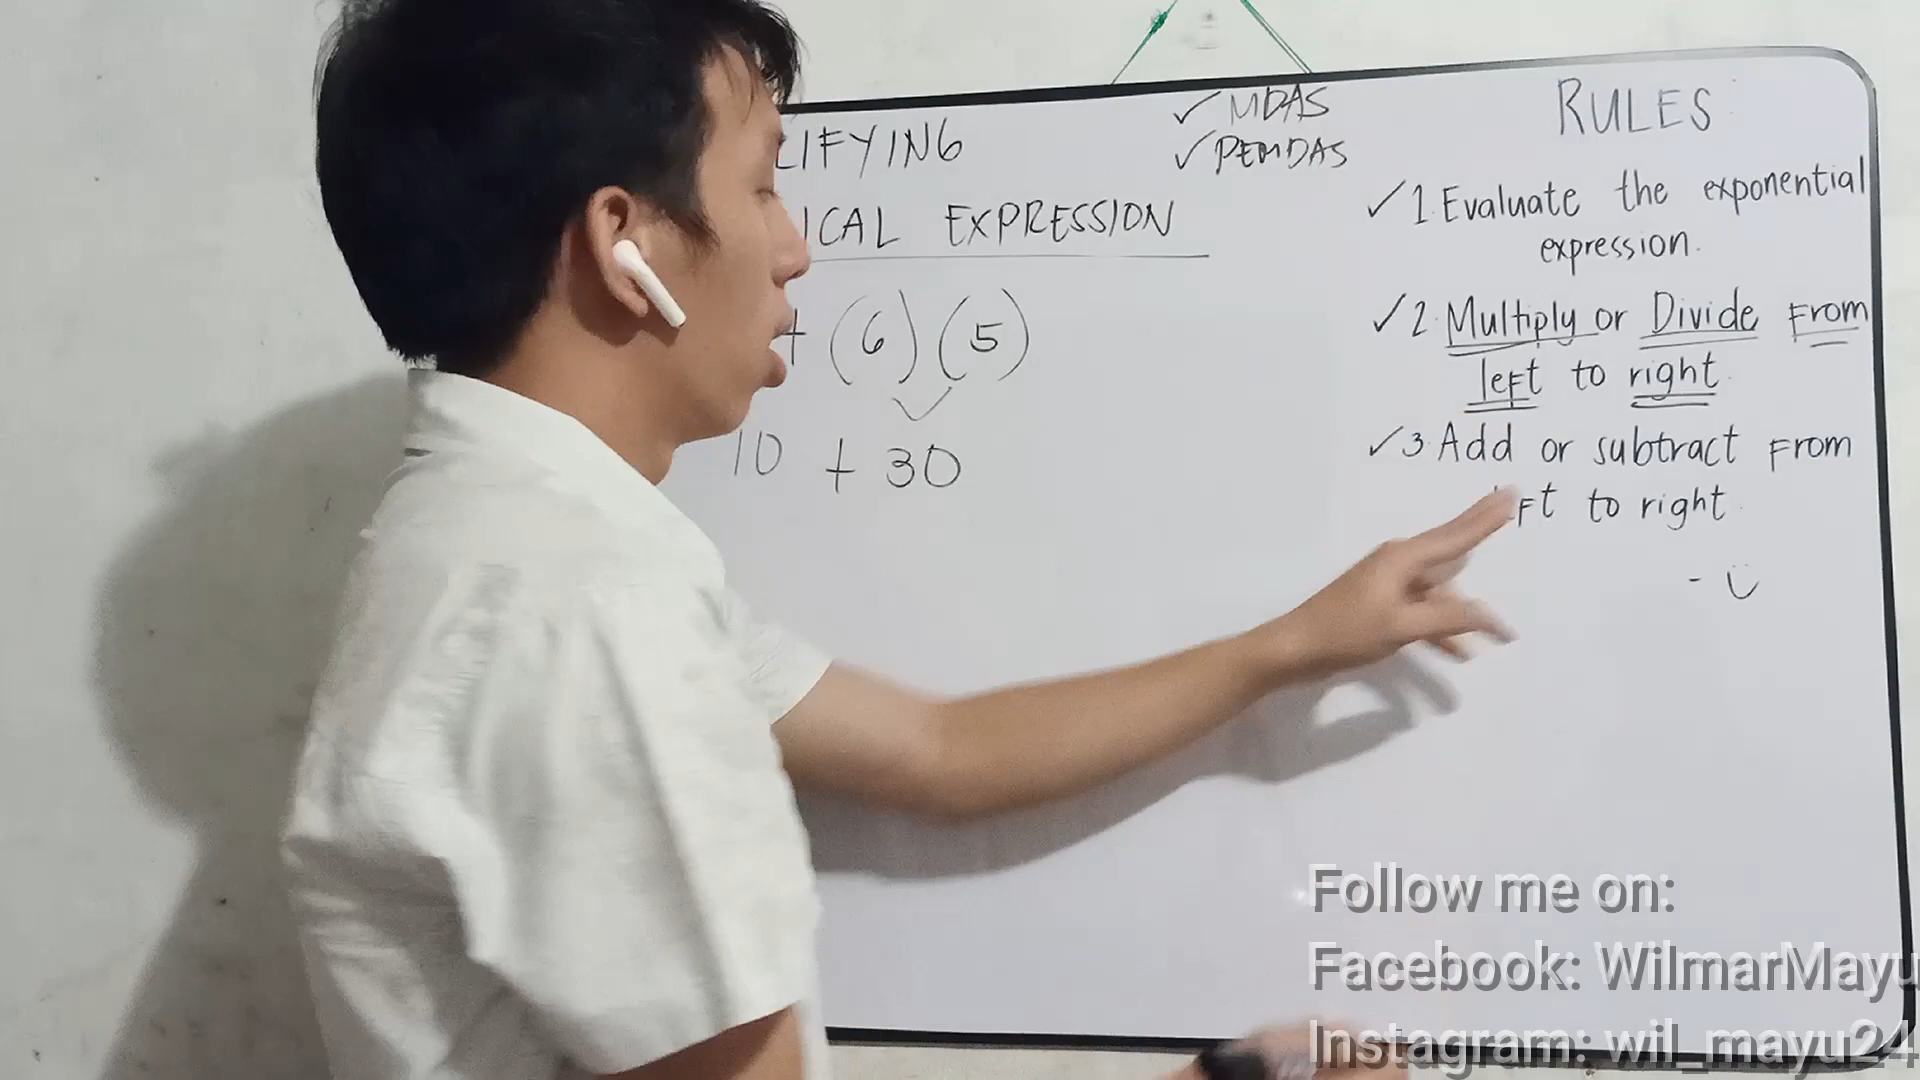 LIFYING
ICAL EXPRESSION
+ (6) (5)
10 + 30
✓ MDAS
✓ PEMDAS
RULES
✓ 1. Evaluate the exponential
expression.
✓ 2. Multiply or Divide From
left to right.
✓ 3. Add or subtract From
Ft to right.
Follow me on:
Facebook: WilmarMayu
Instagram: wil_mayu24